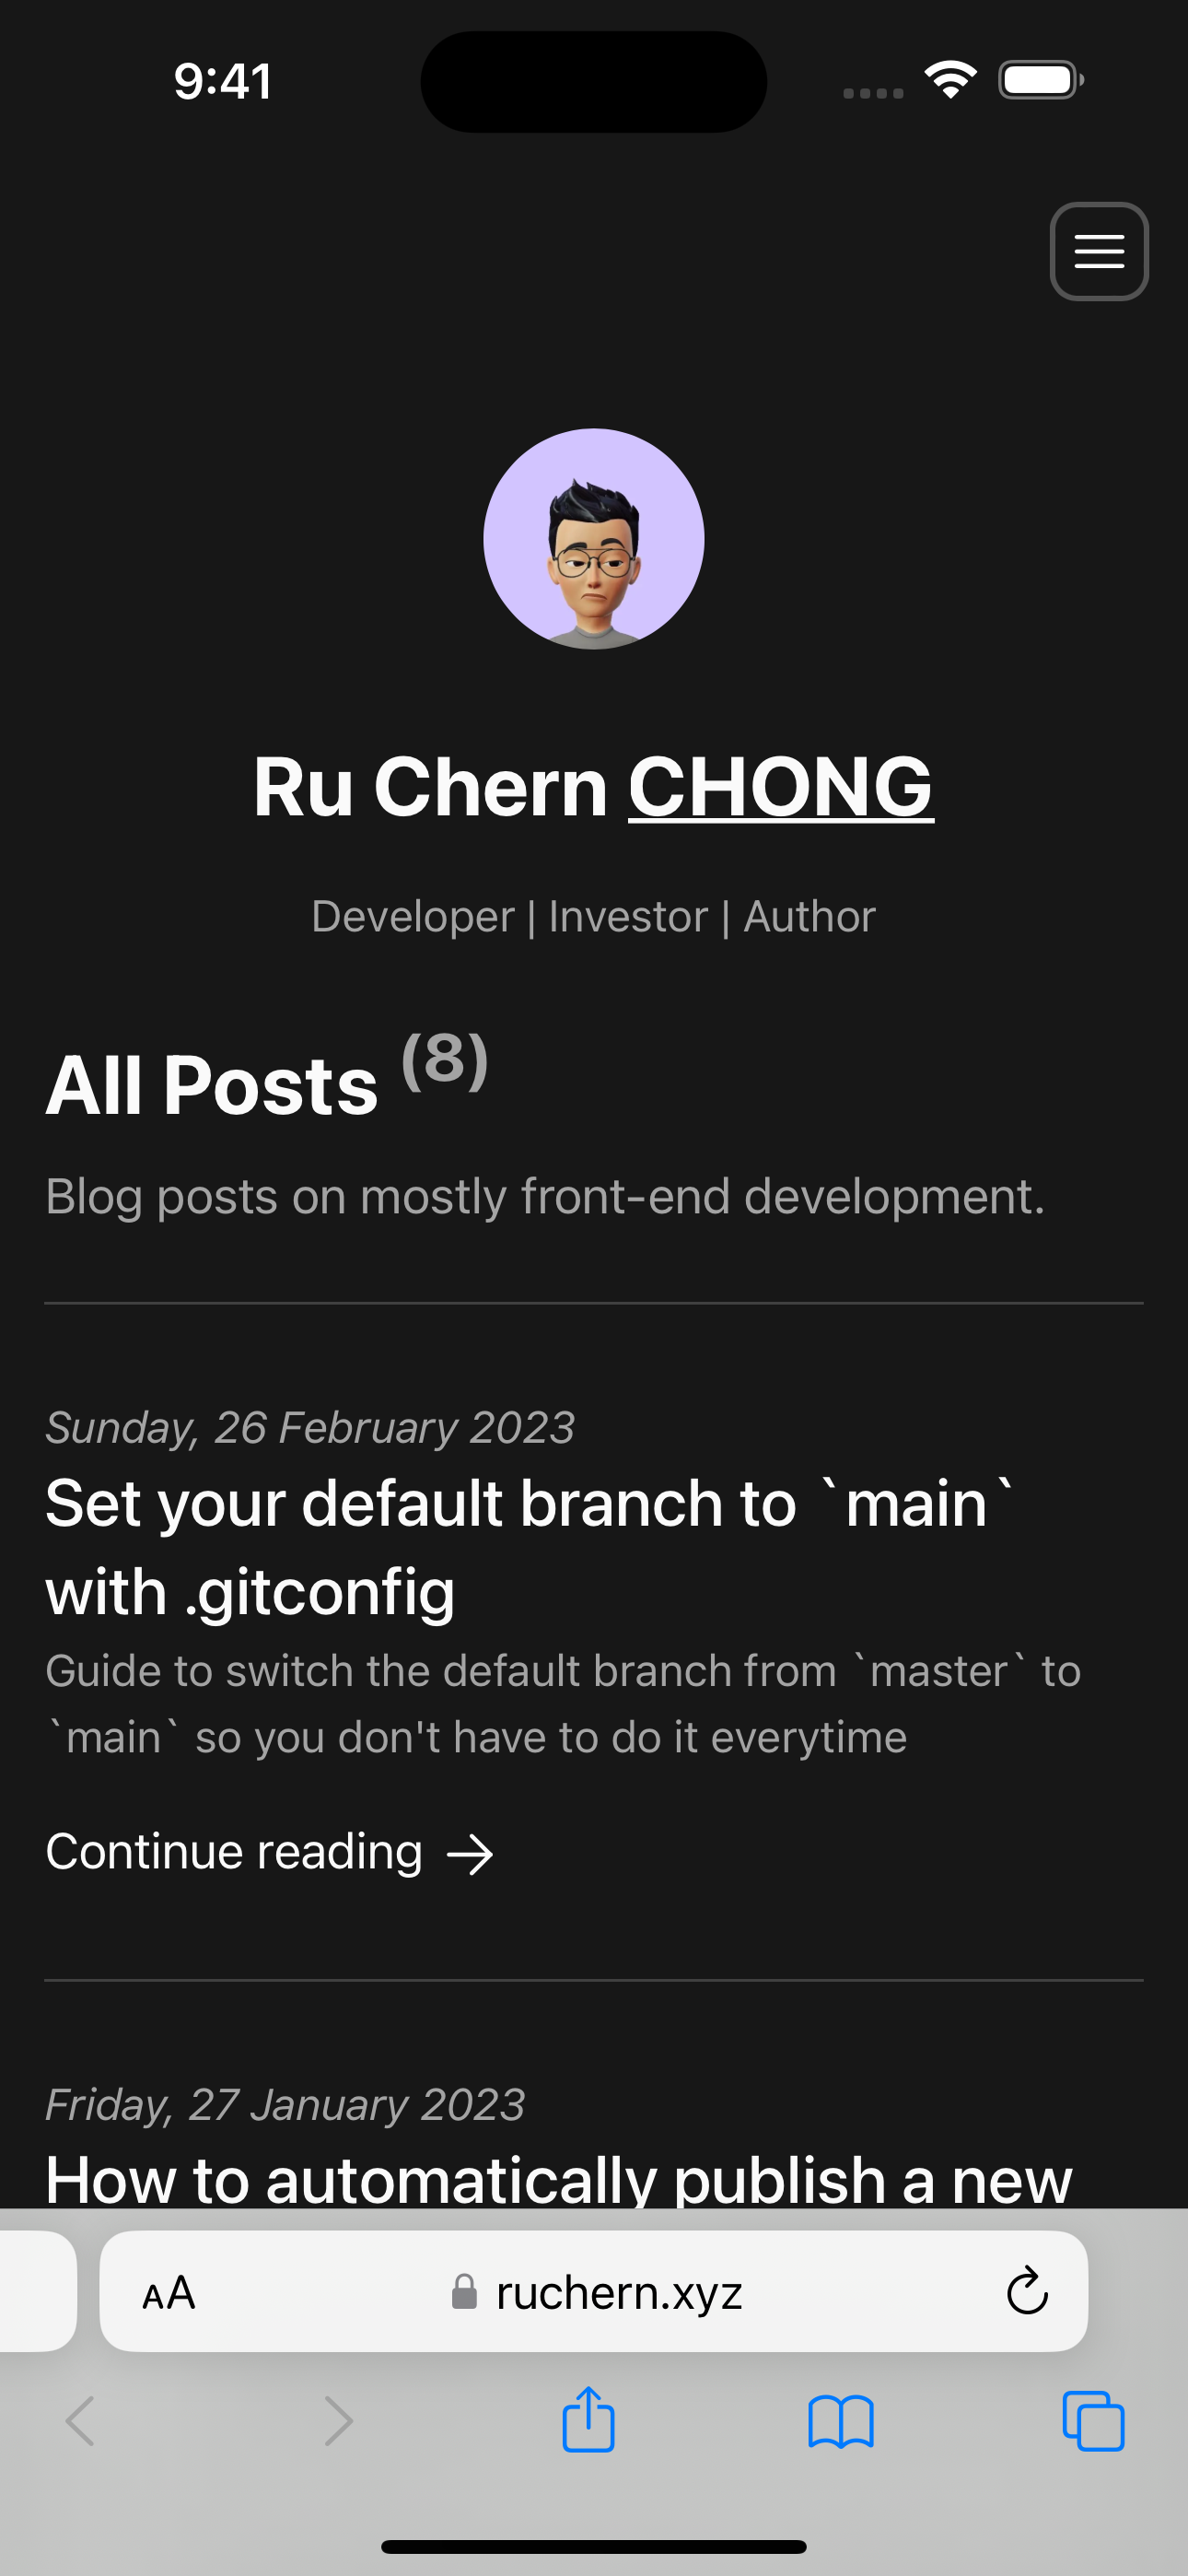 9:41
Ru Chern CHONG
Developer | Investor | Author
All Posts (8)
Blog posts on mostly front-end development.
Sunday, 26 February 2023
Set your default branch to `main`
with .gitconfig
Guide to switch the default branch from `master` to
`main` so you don't have to do it everytime
Continue reading →
Friday, 27 January 2023
How to automatically publish a new
AA ruchern.xyz